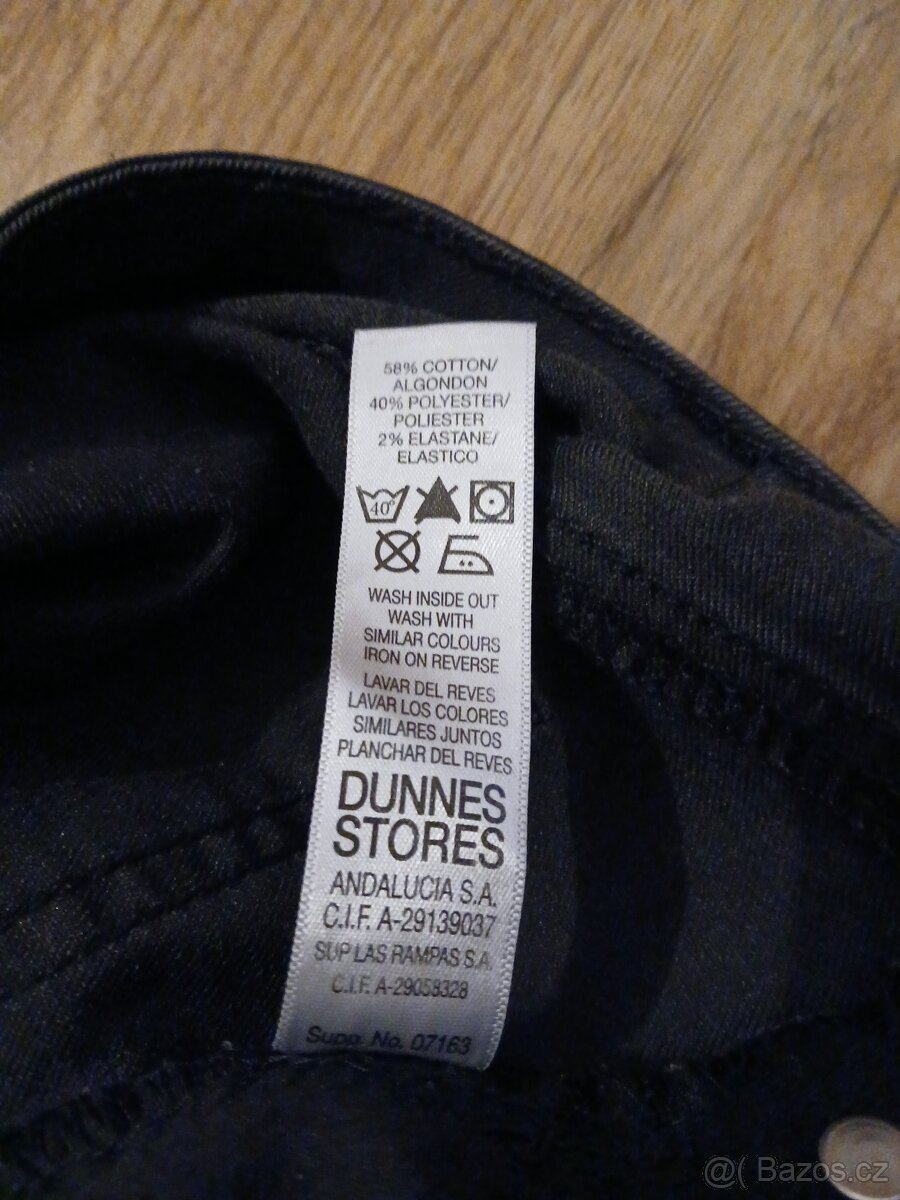 58% COTTON/
ALGONDON
40% POLYESTER/
POLIESTER
2% ELASTANE/
ELASTICO
40°
WASH INSIDE OUT
WASH WITH
SIMILAR COLOURS
IRON ON REVERSE
LAVAR DEL REVES
LAVAR LOS COLORES
SIMILARES JUNTOS
PLANCHAR DEL REVES
DUNNES
STORES
ANDALUCIA S.A.
C.I.F. A-29139037
SUP LAS RAMPAS S.A.
C.I.F. A-29058328
Supp. No. 07163
@( Bazos.cz